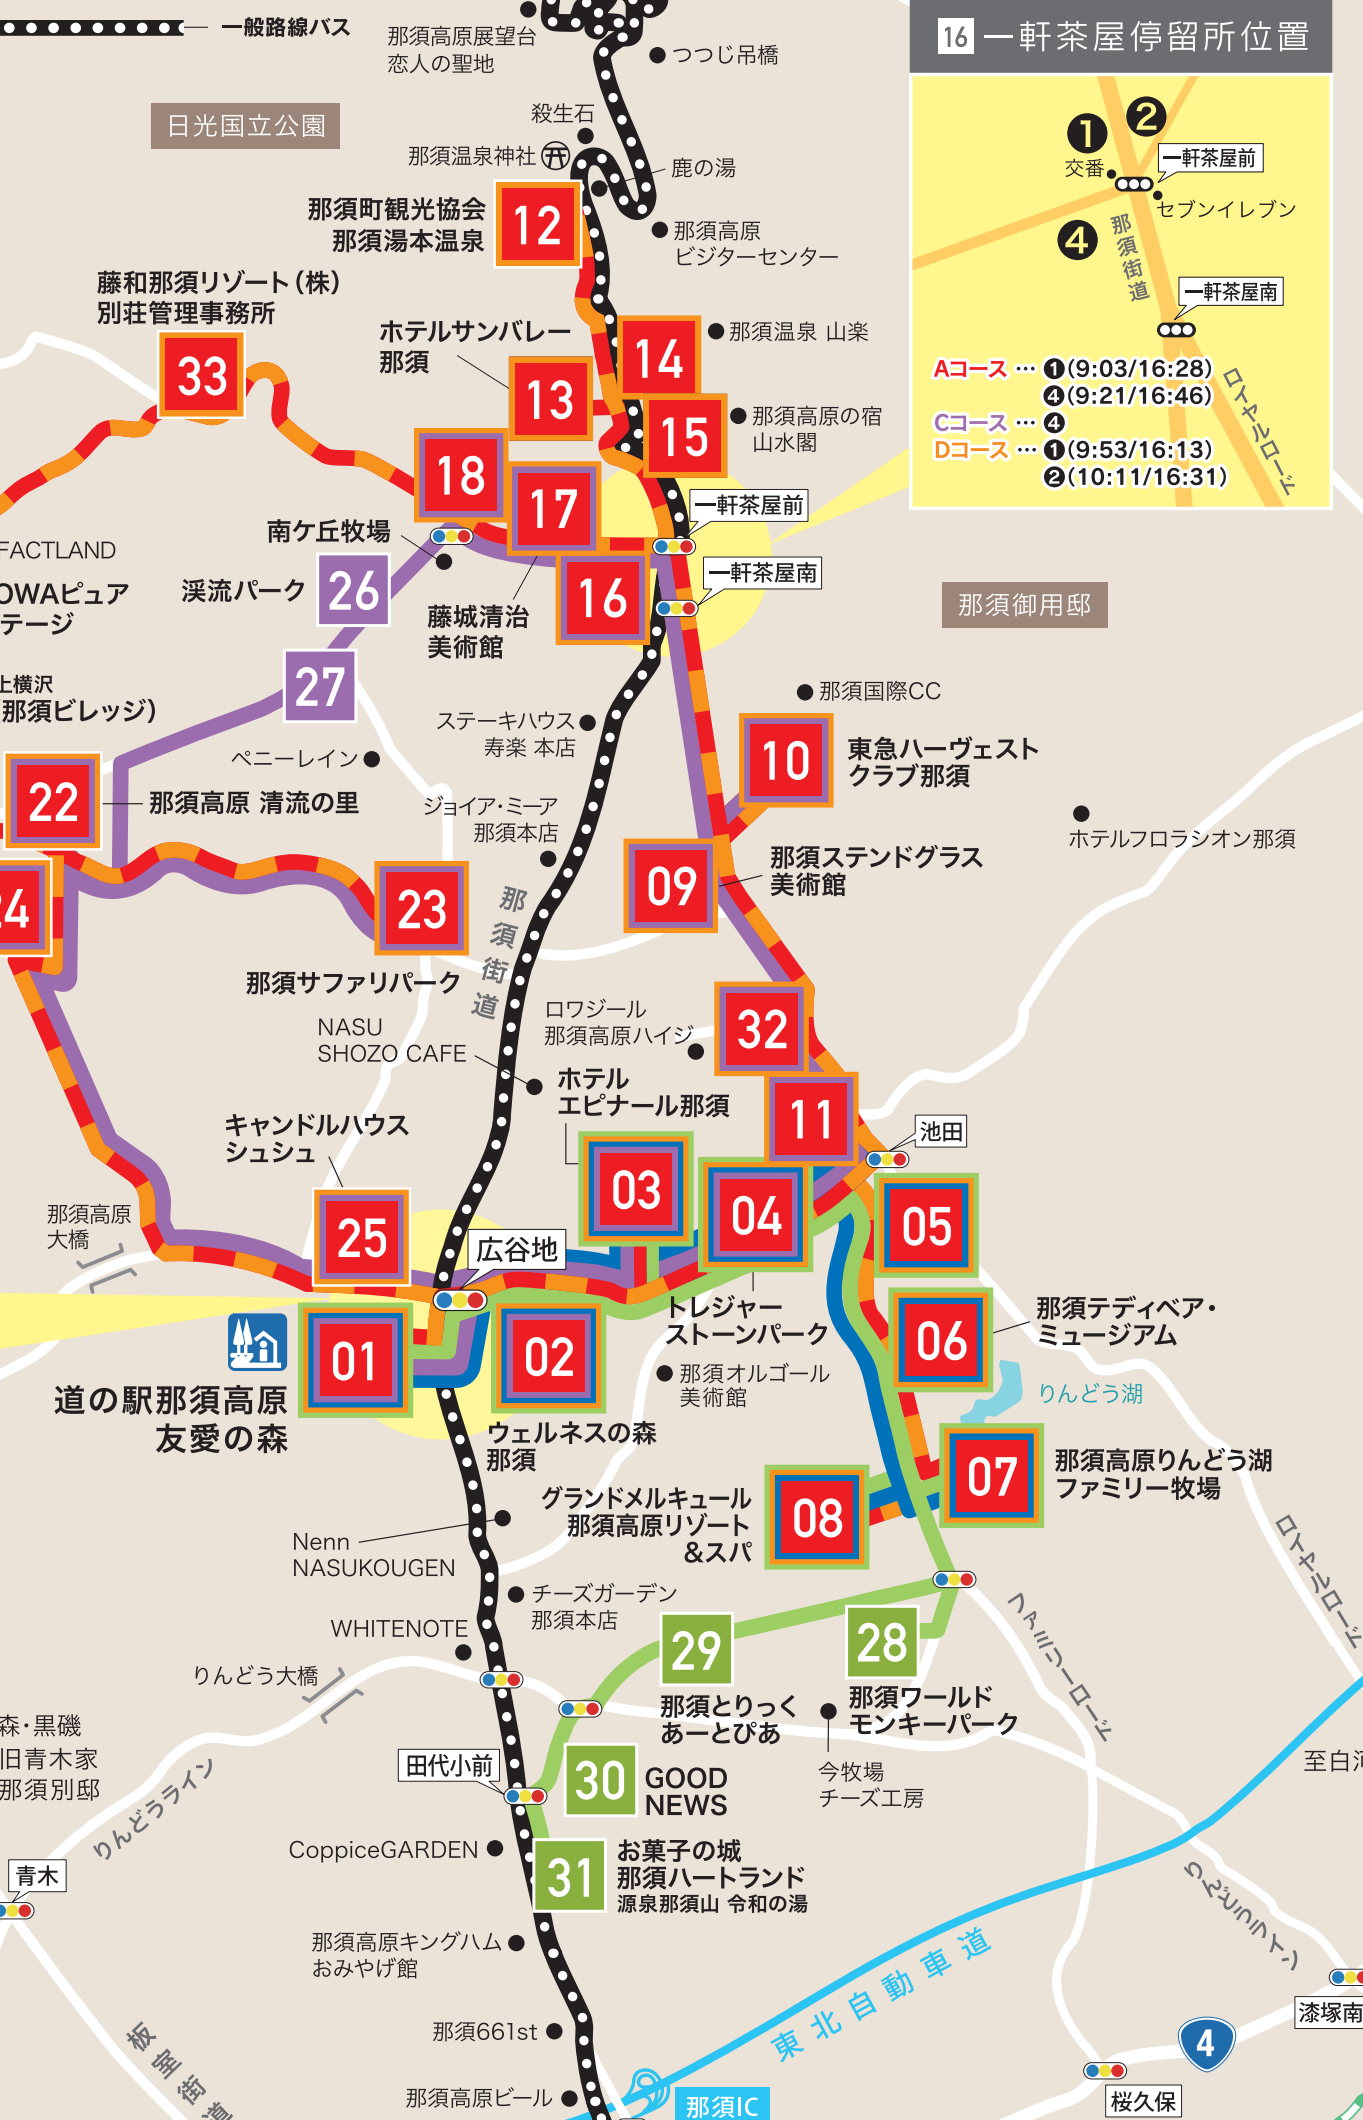 一般路線バス
那須高原展望台
恋人の聖地
つつじ吊橋
16 一軒茶屋停留所位置
❶
❷
交番
一軒茶屋前
セブンイレブン
❹
那須街道
一軒茶屋南
Aコース … ❶(9:03/16:28)
❹(9:21/16:46)
Cコース … ❹
Dコース … ❶(9:53/16:13)
❷(10:11/16:31)
ロイヤルロード
日光国立公園
殺生石
那須温泉神社
鹿の湯
那須町観光協会
那須湯本温泉
12
那須高原
ビジターセンター
藤和那須リゾート(株)
別荘管理事務所
33
ホテルサンバレー
那須
13
14
那須温泉 山楽
15
那須高原の宿
山水閣
18
17
16
一軒茶屋前
一軒茶屋南
南ケ丘牧場
FACTLAND
OWAピュア
テージ
渓流パーク
26
藤城清治
美術館
那須御用邸
27
上横沢
那須ビレッジ)
那須国際CC
ステーキハウス
寿楽 本店
10
東急ハーヴェスト
クラブ那須
ペニーレイン
22
那須高原 清流の里
ジョイア・ミーア
那須本店
ホテルフロラシオン那須
24
23
那須街道
09
那須ステンドグラス
美術館
那須サファリパーク
NASU
SHOZO CAFE
ロワジール
那須高原ハイジ
32
ホテル
エピナール那須
11
池田
キャンドルハウス
シュシュ
03
04
05
那須高原
大橋
25
広谷地
トレジャー
ストーンパーク
06
那須テディベア・
ミュージアム
01
02
道の駅那須高原
友愛の森
那須オルゴール
美術館
りんどう湖
ウェルネスの森
那須
07
那須高原りんどう湖
ファミリー牧場
グランドメルキュール
那須高原リゾート
&スパ
08
Nenn
NASUKOUGEN
ロイヤルロード
チーズガーデン
那須本店
WHITENOTE
29
28
ファミリーロード
りんどう大橋
那須とりっく
あーとぴあ
那須ワールド
モンキーパーク
森・黒磯
旧青木家
那須別邸
田代小前
30
GOOD
NEWS
今牧場
チーズ工房
至白河
りんどうライン
CoppiceGARDEN
31
お菓子の城
那須ハートランド
源泉那須山 令和の湯
青木
りんどうライン
那須高原キングハム
おみやげ館
東北自動車道
漆塚南
板室街道
那須661st
4
那須高原ビール
那須IC
桜久保